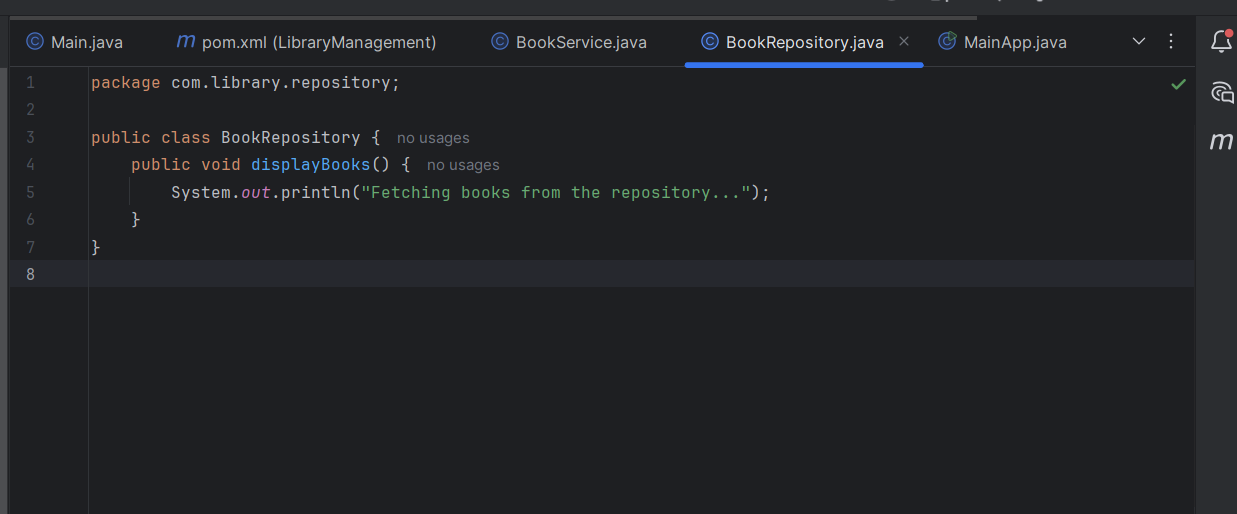 Main.java
m pom.xml (LibraryManagement)
BookService.java
BookRepository.java
MainApp.java
1 package com.library.repository;
2
3 public class BookRepository { no usages
4 public void displayBooks() { no usages
5 System.out.println("Fetching books from the repository...");
6 }
7 }
8
m